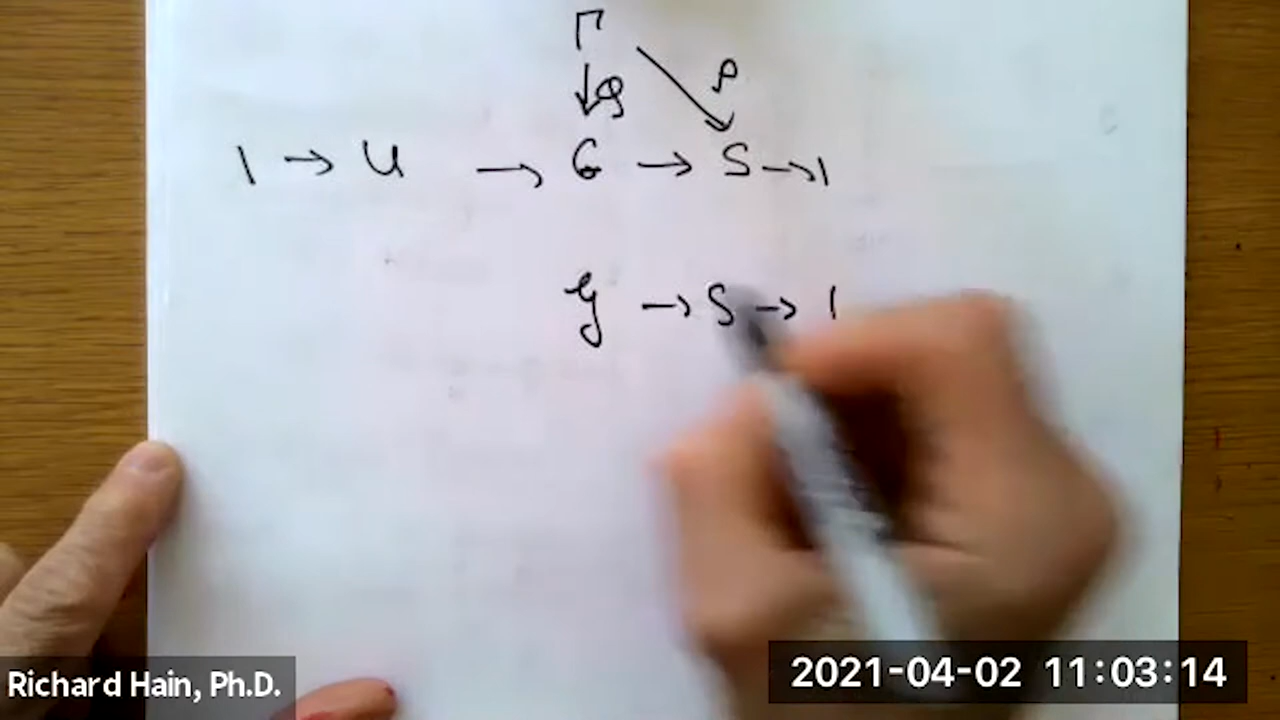 Γ
↓ φ ↘ ρ
1 → U → G → S → 1
𝒢 → S → 1
Richard Hain, Ph.D.
2021-04-02 11:03:14